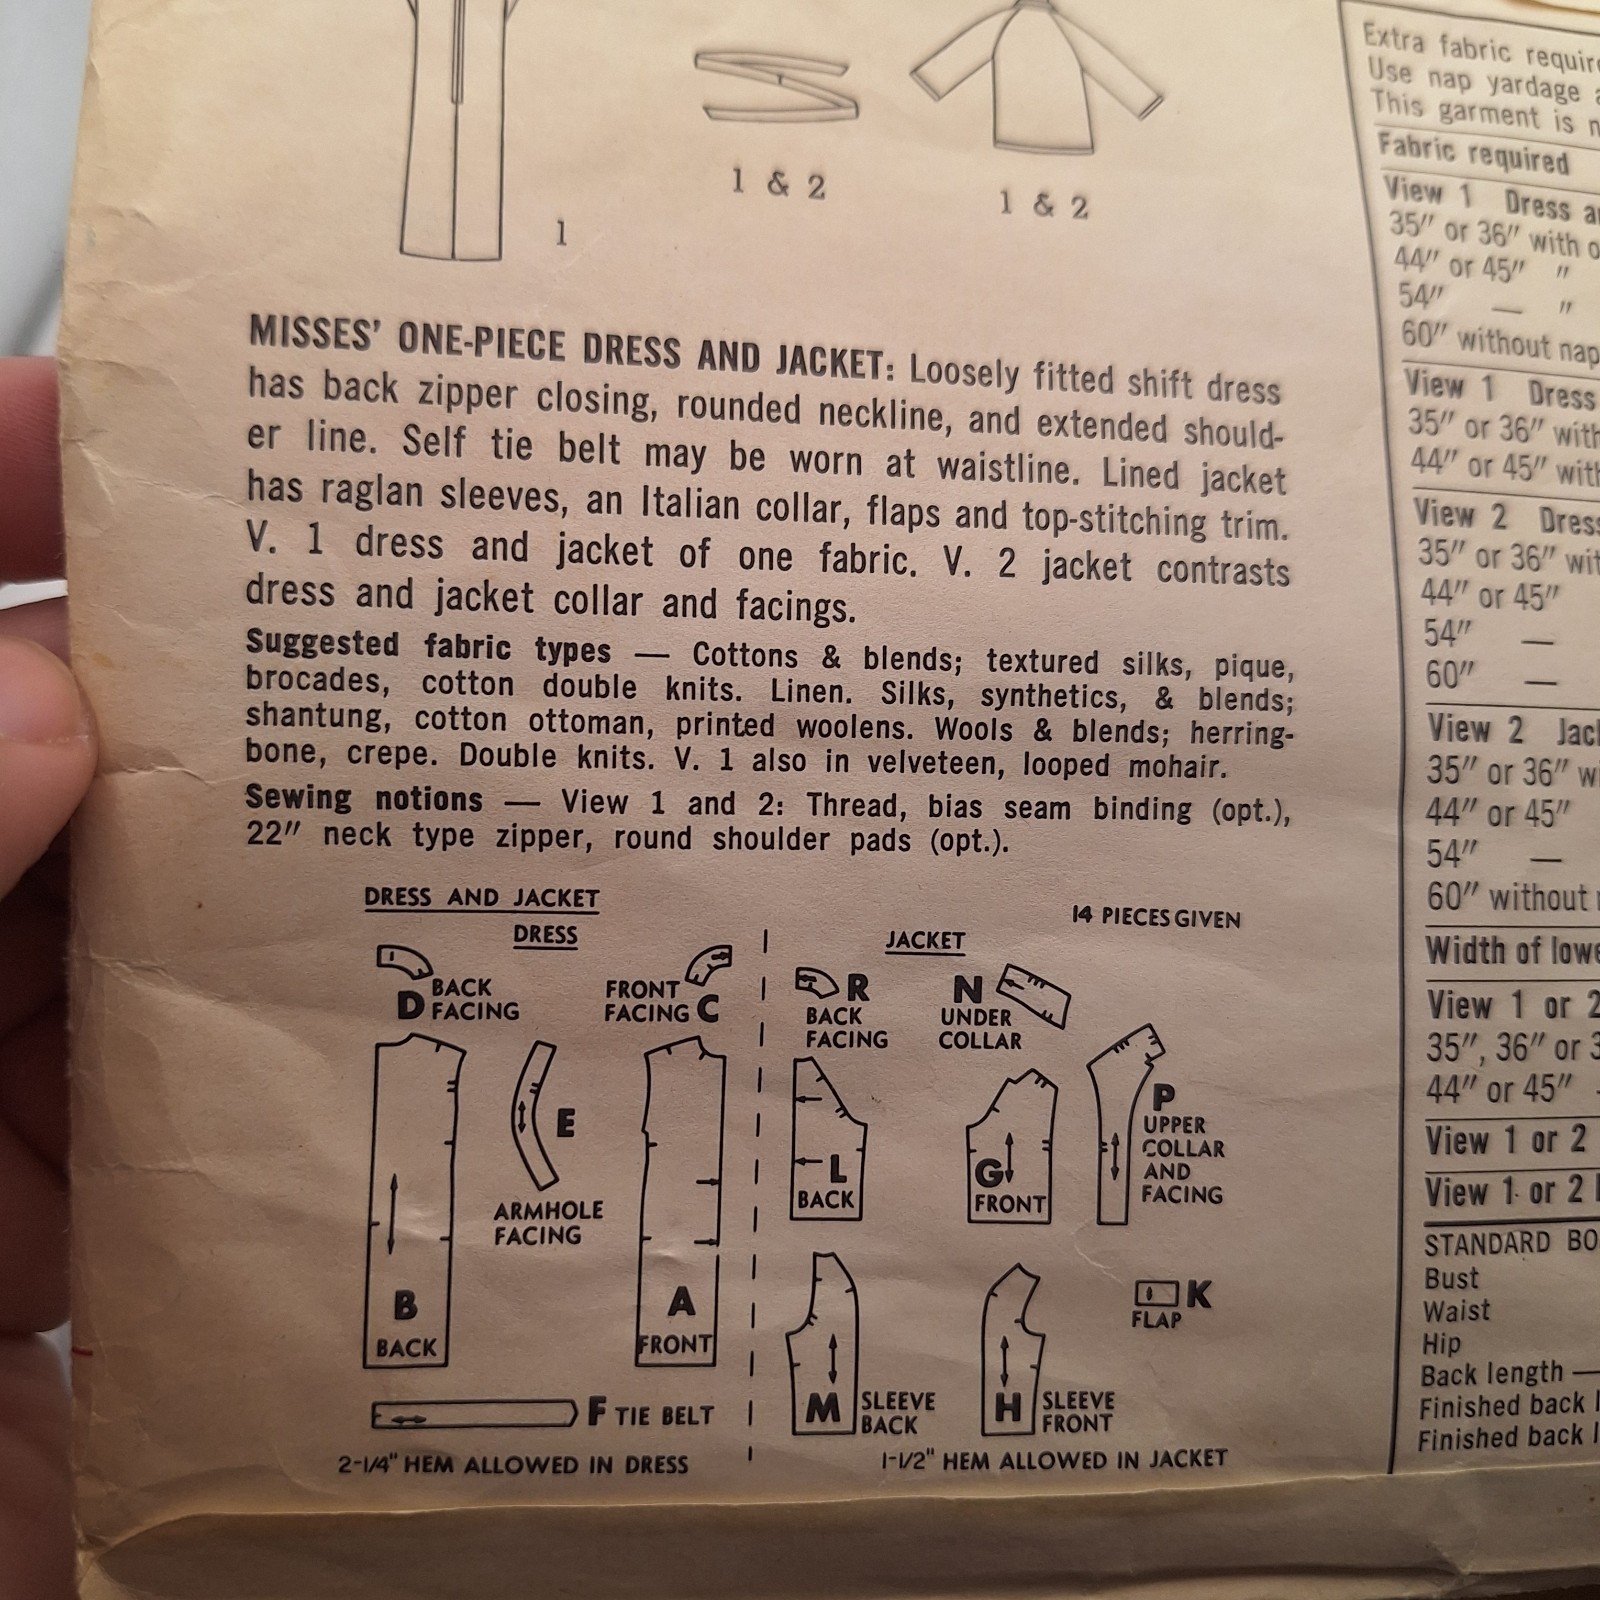 1
1 & 2
1 & 2
MISSES' ONE-PIECE DRESS AND JACKET: Loosely fitted shift dress
has back zipper closing, rounded neckline, and extended should-
er line. Self tie belt may be worn at waistline. Lined jacket
has raglan sleeves, an Italian collar, flaps and top-stitching trim.
V. 1 dress and jacket of one fabric. V. 2 jacket contrasts
dress and jacket collar and facings.
Suggested fabric types — Cottons & blends; textured silks, pique,
brocades, cotton double knits. Linen. Silks, synthetics, & blends;
shantung, cotton ottoman, printed woolens. Wools & blends; herring-
bone, crepe. Double knits. V. 1 also in velveteen, looped mohair.
Sewing notions — View 1 and 2: Thread, bias seam binding (opt.),
22" neck type zipper, round shoulder pads (opt.).
DRESS AND JACKET
14 PIECES GIVEN
DRESS
D BACK
FACING
FRONT
FACING C
B
BACK
E
ARMHOLE
FACING
A
FRONT
F TIE BELT
2-1/4" HEM ALLOWED IN DRESS
JACKET
R
BACK
FACING
N
UNDER
COLLAR
L
BACK
G
FRONT
P
UPPER
COLLAR
AND
FACING
M SLEEVE
BACK
H SLEEVE
FRONT
K
FLAP
1-1/2" HEM ALLOWED IN JACKET
Extra fabric
Use nap yardage
This garment is
Fabric required
View 1 Dress
35" or 36" with
44" or 45" "
54" — "
60" without nap
View 1 Dress
35" or 36" with
44" or 45" with
View 2 Dress
35" or 36"
44" or 45"
54" —
60" —
View 2
35" or 36"
44" or 45"
54" —
60" without
Width of
View 1 or 2
35", 36" or
44" or 45"
View 1 or 2
View 1 or 2
STANDARD
Bust
Waist
Hip
Back length —
Finished back
Finished back